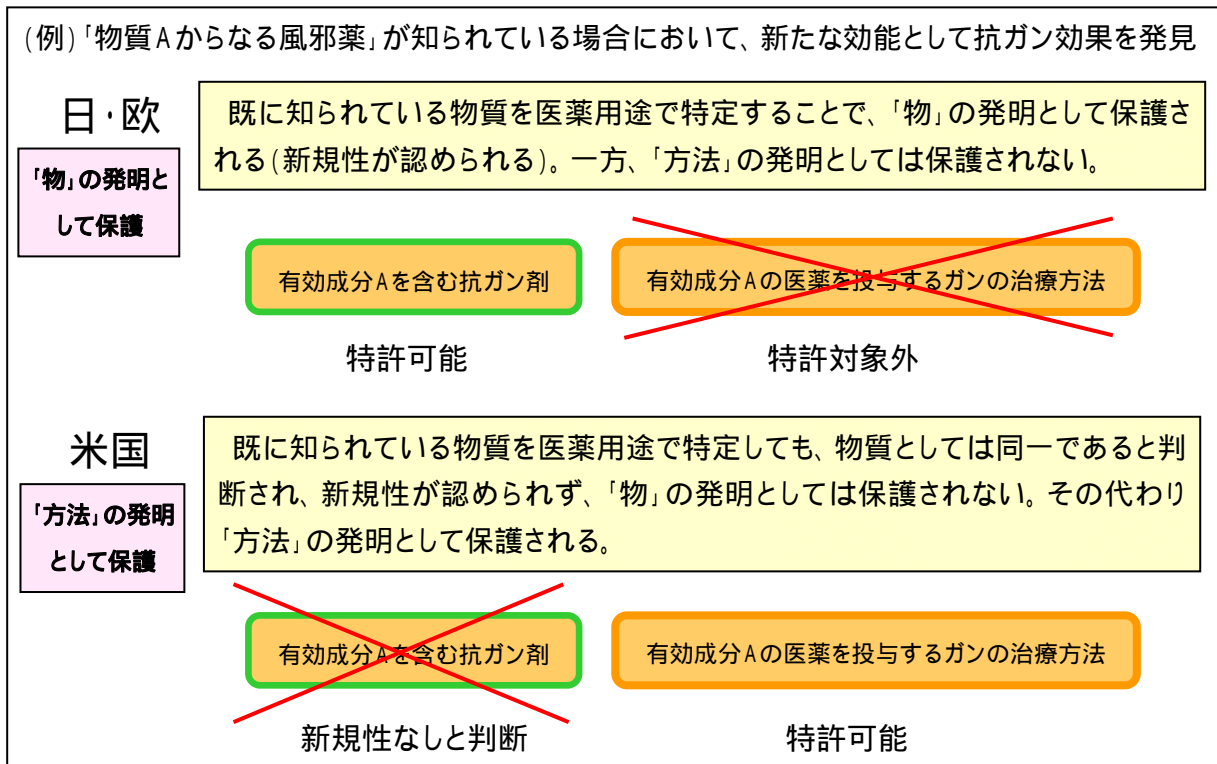 (例)「物質Aからなる風邪薬」が知られている場合において、新たな効能として抗ガン効果を発見
日・欧
「物」の発明と
して保護
既に知られている物質を医薬用途で特定することで、「物」の発明として保護さ
れる(新規性が認められる)。一方、「方法」の発明としては保護されない。
有効成分Aを含む抗ガン剤
有効成分Aの医薬を投与するガンの治療方法
特許可能
特許対象外
米国
「方法」の発明
として保護
既に知られている物質を医薬用途で特定しても、物質としては同一であると判
断され、新規性が認められず、「物」の発明としては保護されない。その代わり
「方法」の発明として保護される。
有効成分Aを含む抗ガン剤
有効成分Aの医薬を投与するガンの治療方法
新規性なしと判断
特許可能